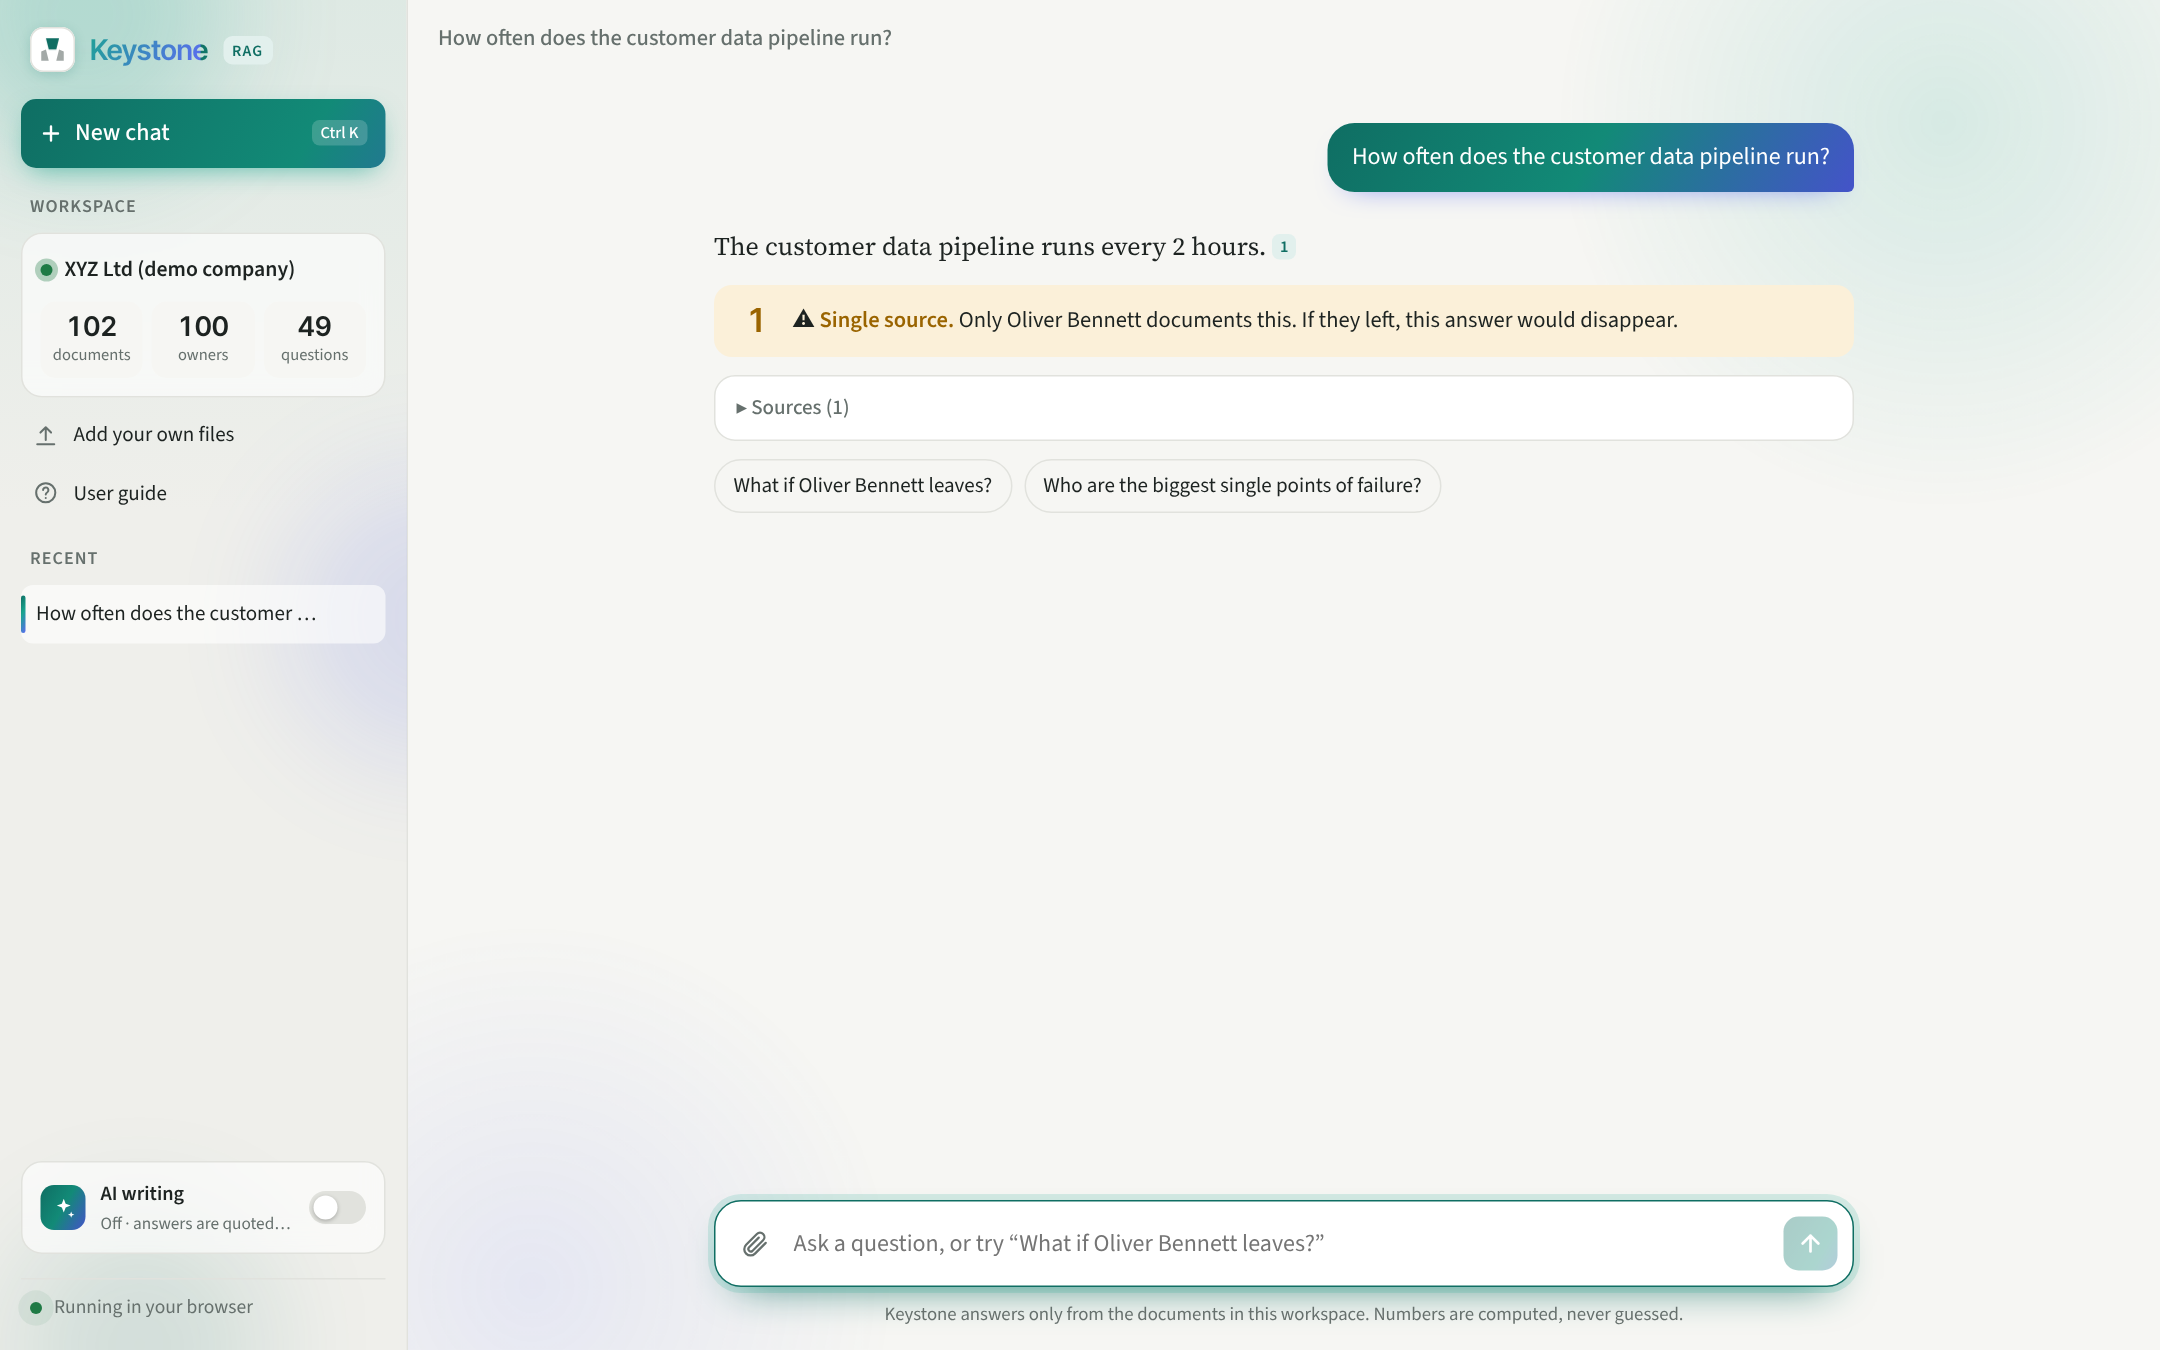 Keystone RAG
New chat Ctrl K
WORKSPACE
XYZ Ltd (demo company)
102 100 49
documents owners questions
Add your own files
User guide
RECENT
How often does the customer …
AI writing
Off · answers are quoted…
Running in your browser
How often does the customer data pipeline run?
How often does the customer data pipeline run?
The customer data pipeline runs every 2 hours. 1
1 ⚠ Single source. Only Oliver Bennett documents this. If they left, this answer would disappear.
▸ Sources (1)
What if Oliver Bennett leaves? Who are the biggest single points of failure?
Ask a question, or try “What if Oliver Bennett leaves?”
Keystone answers only from the documents in this workspace. Numbers are computed, never guessed.